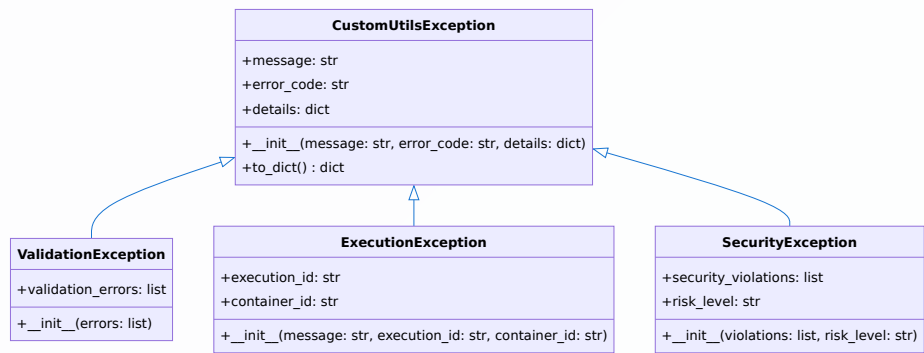 CustomUtilsException
+message: str
+error_code: str
+details: dict
+__init__(message: str, error_code: str, details: dict)
+to_dict() : dict
ValidationException
+validation_errors: list
+__init__(errors: list)
ExecutionException
+execution_id: str
+container_id: str
+__init__(message: str, execution_id: str, container_id: str)
SecurityException
+security_violations: list
+risk_level: str
+__init__(violations: list, risk_level: str)